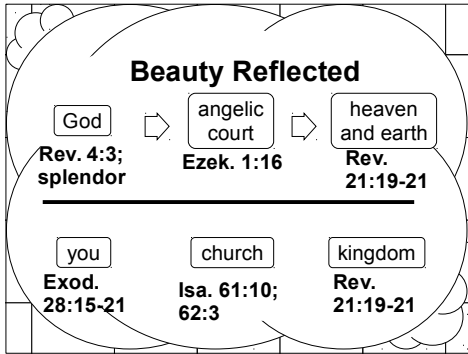 Beauty Reflected
God
angelic
court
heaven
and earth
Rev. 4:3;
splendor
Ezek. 1:16
Rev.
21:19-21
you
church
kingdom
Exod.
28:15-21
Isa. 61:10;
62:3
Rev.
21:19-21